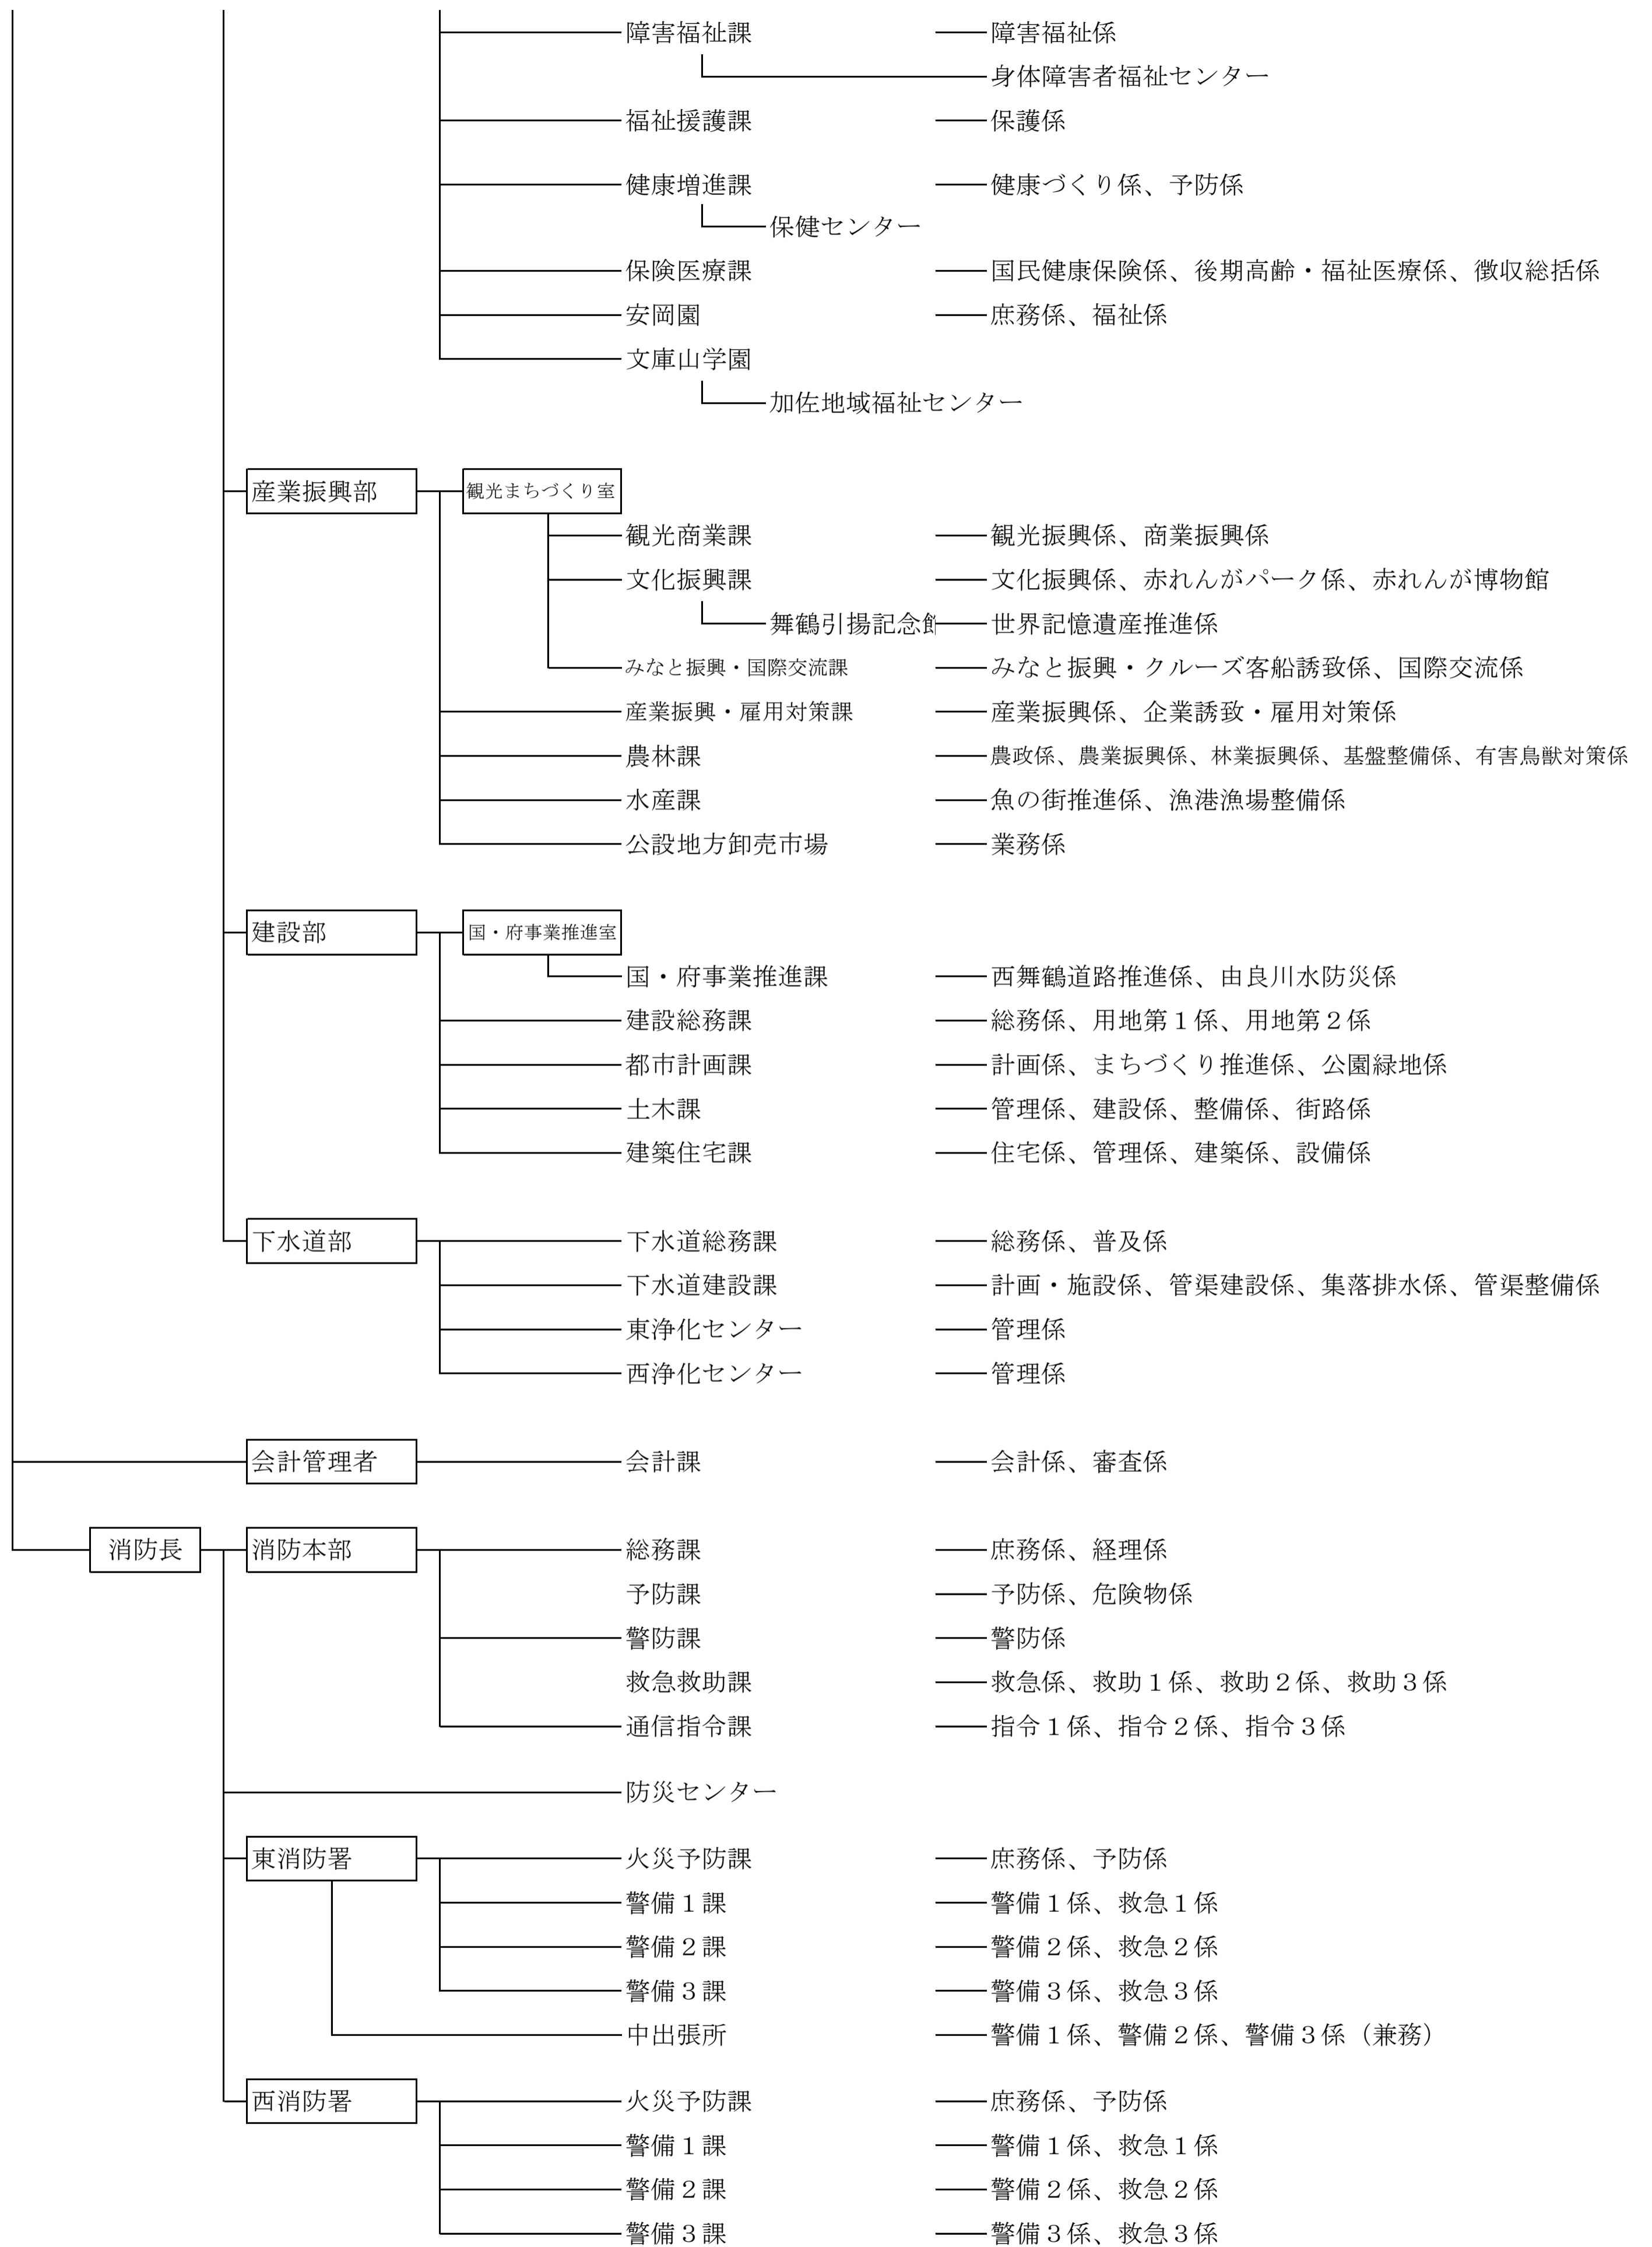 障害福祉課 障害福祉係
身体障害者福祉センター
福祉援護課 保護係
健康増進課 健康づくり係、予防係
保健センター
保険医療課 国民健康保険係、後期高齢・福祉医療係、徴収総括係
安岡園 庶務係、福祉係
文庫山学園
加佐地域福祉センター
産業振興部 観光まちづくり室
観光商業課 観光振興係、商業振興係
文化振興課 文化振興係、赤れんがパーク係、赤れんが博物館
舞鶴引揚記念館 世界記憶遺産推進係
みなと振興・国際交流課 みなと振興・クルーズ客船誘致係、国際交流係
産業振興・雇用対策課 産業振興係、企業誘致・雇用対策係
農林課 農政係、農業振興係、林業振興係、基盤整備係、有害鳥獣対策係
水産課 魚の街推進係、漁港漁場整備係
公設地方卸売市場 業務係
建設部 国・府事業推進室
国・府事業推進課 西舞鶴道路推進係、由良川水防災係
建設総務課 総務係、用地第１係、用地第２係
都市計画課 計画係、まちづくり推進係、公園緑地係
土木課 管理係、建設係、整備係、街路係
建築住宅課 住宅係、管理係、建築係、設備係
下水道部 下水道総務課 総務係、普及係
下水道建設課 計画・施設係、管渠建設係、集落排水係、管渠整備係
東浄化センター 管理係
西浄化センター 管理係
会計管理者 会計課 会計係、審査係
消防長 消防本部 総務課 庶務係、経理係
予防課 予防係、危険物係
警防課 警防係
救急救助課 救急係、救助１係、救助２係、救助３係
通信指令課 指令１係、指令２係、指令３係
防災センター
東消防署 火災予防課 庶務係、予防係
警備１課 警備１係、救急１係
警備２課 警備２係、救急２係
警備３課 警備３係、救急３係
中出張所 警備１係、警備２係、警備３係（兼務）
西消防署 火災予防課 庶務係、予防係
警備１課 警備１係、救急１係
警備２課 警備２係、救急２係
警備３課 警備３係、救急３係